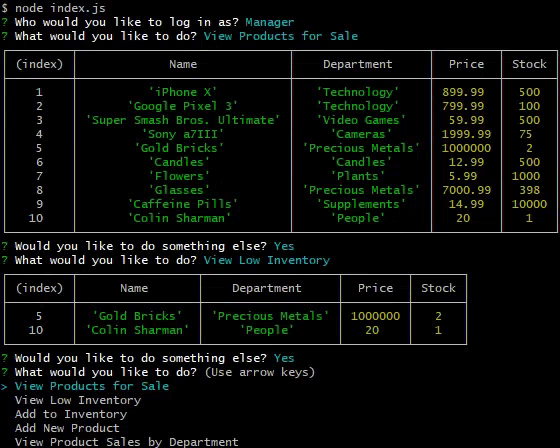 $ node index.js
? Who would you like to log in as? Manager
? What would you like to do? View Products for Sale
(index) Name Department Price Stock
1 'iPhone X' 'Technology' 899.99 500
2 'Google Pixel 3' 'Technology' 799.99 100
3 'Super Smash Bros. Ultimate' 'Video Games' 59.99 500
4 'Sony a7III' 'Cameras' 1999.99 75
5 'Gold Bricks' 'Precious Metals' 1000000 2
6 'Candles' 'Candles' 12.99 500
7 'Flowers' 'Plants' 5.99 1000
8 'Glasses' 'Precious Metals' 7000.99 398
9 'Caffeine Pills' 'Supplements' 14.99 10000
10 'Colin Sharman' 'People' 20 1
? Would you like to do something else? Yes
? What would you like to do? View Low Inventory
(index) Name Department Price Stock
5 'Gold Bricks' 'Precious Metals' 1000000 2
10 'Colin Sharman' 'People' 20 1
? Would you like to do something else? Yes
? What would you like to do? (Use arrow keys)
> View Products for Sale
View Low Inventory
Add to Inventory
Add New Product
View Product Sales by Department